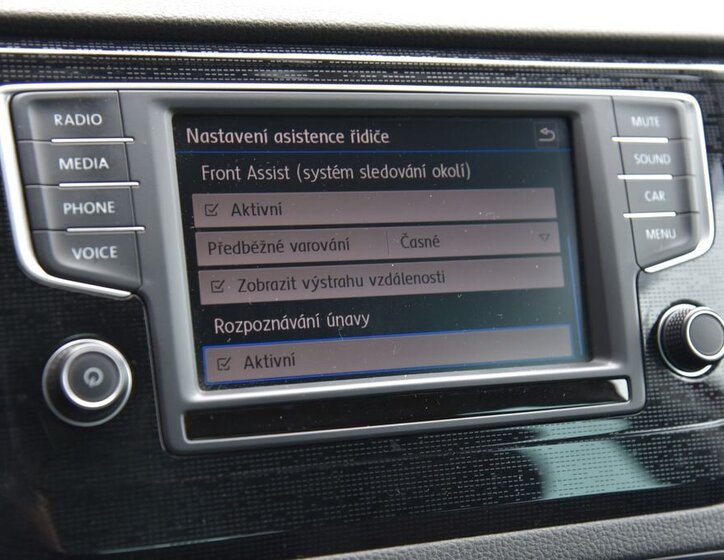 RADIO
MEDIA
PHONE
VOICE
Nastavení asistence řidiče
Front Assist (systém sledování okolí)
Aktivní
Předběžné varování Časné
Zobrazit výstrahu vzdálenosti
Rozpoznávání únavy
Aktivní
MUTE
SOUND
CAR
MENU